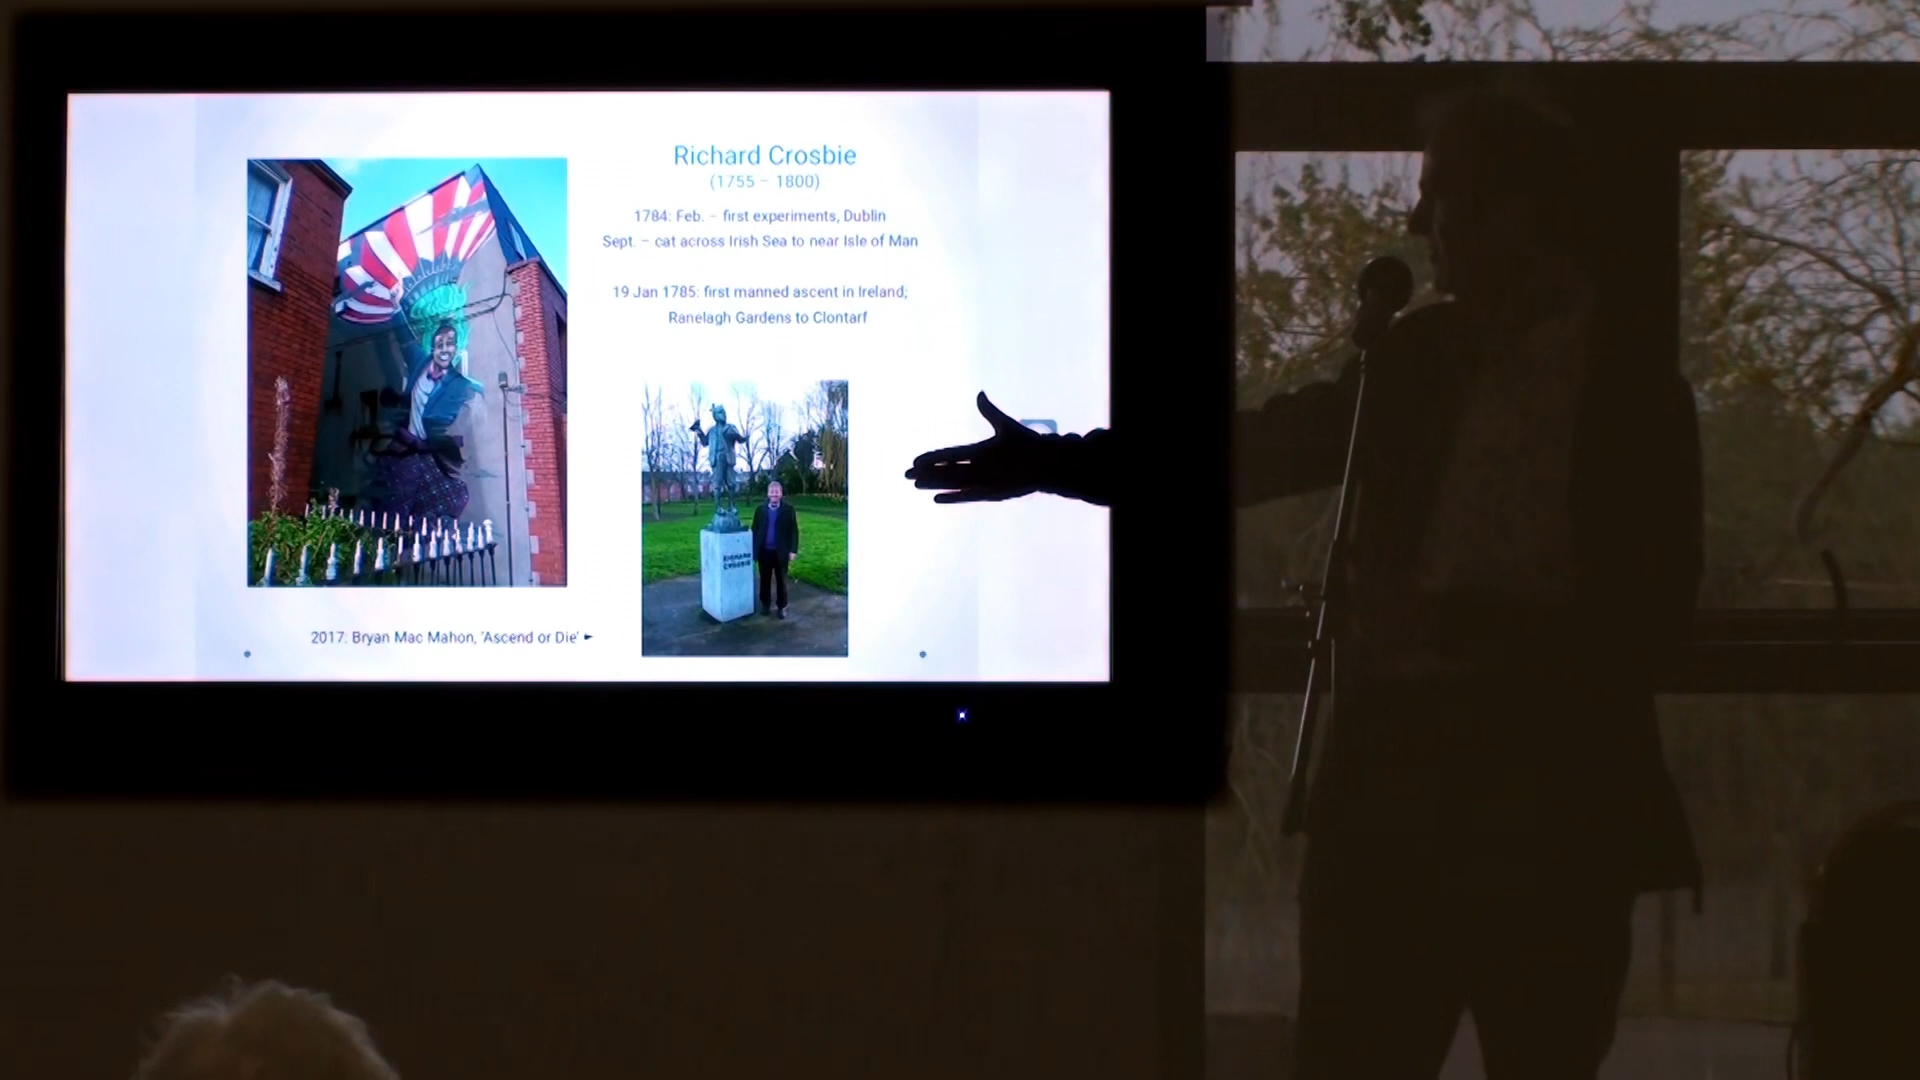 Richard Crosbie
(1755 – 1800)
1784: Feb. – first experiments, Dublin
Sept. – cat across Irish Sea to near Isle of Man
19 Jan 1785: first manned ascent in Ireland;
Ranelagh Gardens to Clontarf
RICHARD
CROSBIE
2017: Bryan Mac Mahon, 'Ascend or Die' ►